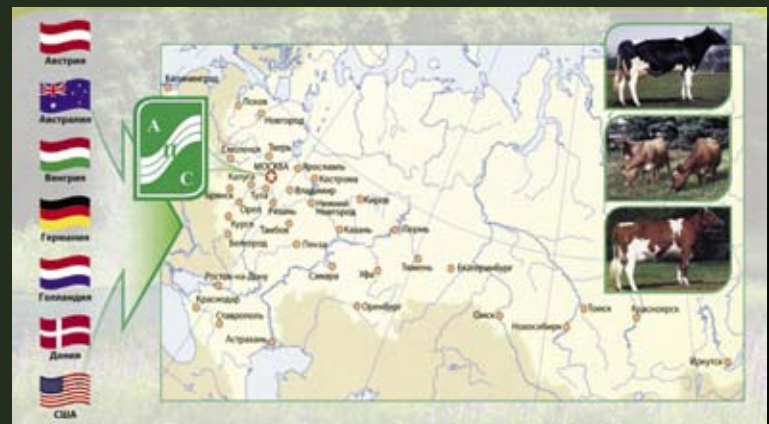 Австрия
Австралия
Венгрия
Германия
Голландия
Дания
США
А
П
С
Калининград
Псков
Новгород
Смоленск
Тверь
МОСКВА
Ярославль
Калуга
Кострома
Владимир
Брянск
Тула
Киров
Орел
Рязань
Нижний
Новгород
Курск
Тамбов
Казань
Пермь
Белгород
Пенза
Ростов-на-Дону
Самара
Уфа
Тюмень
Екатеринбург
Краснодар
Оренбург
Ставрополь
Омск
Томск
Красноярск
Новосибирск
Астрахань
Иркутск